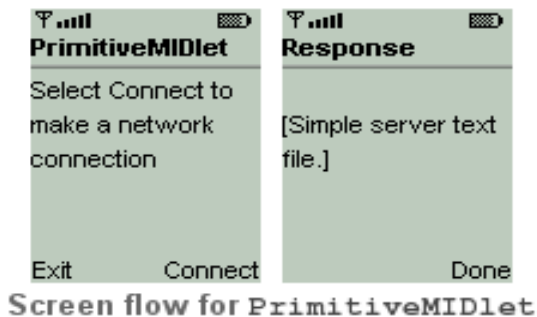 PrimitiveMIDlet
Select Connect to
make a network
connection
Exit Connect
Response
[Simple server text
file.]
Done
Screen flow for PrimitiveMIDlet